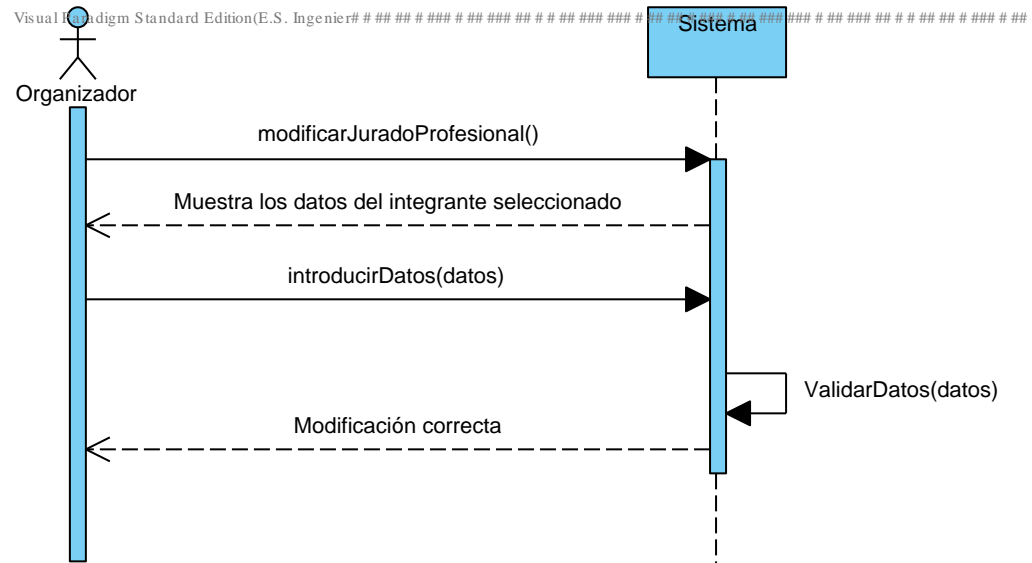 Visual Paradigm Standard Edition(E.S. Ingenier
Sistema
Organizador
modificarJuradoProfesional()
Muestra los datos del integrante seleccionado
introducirDatos(datos)
ValidarDatos(datos)
Modificación correcta